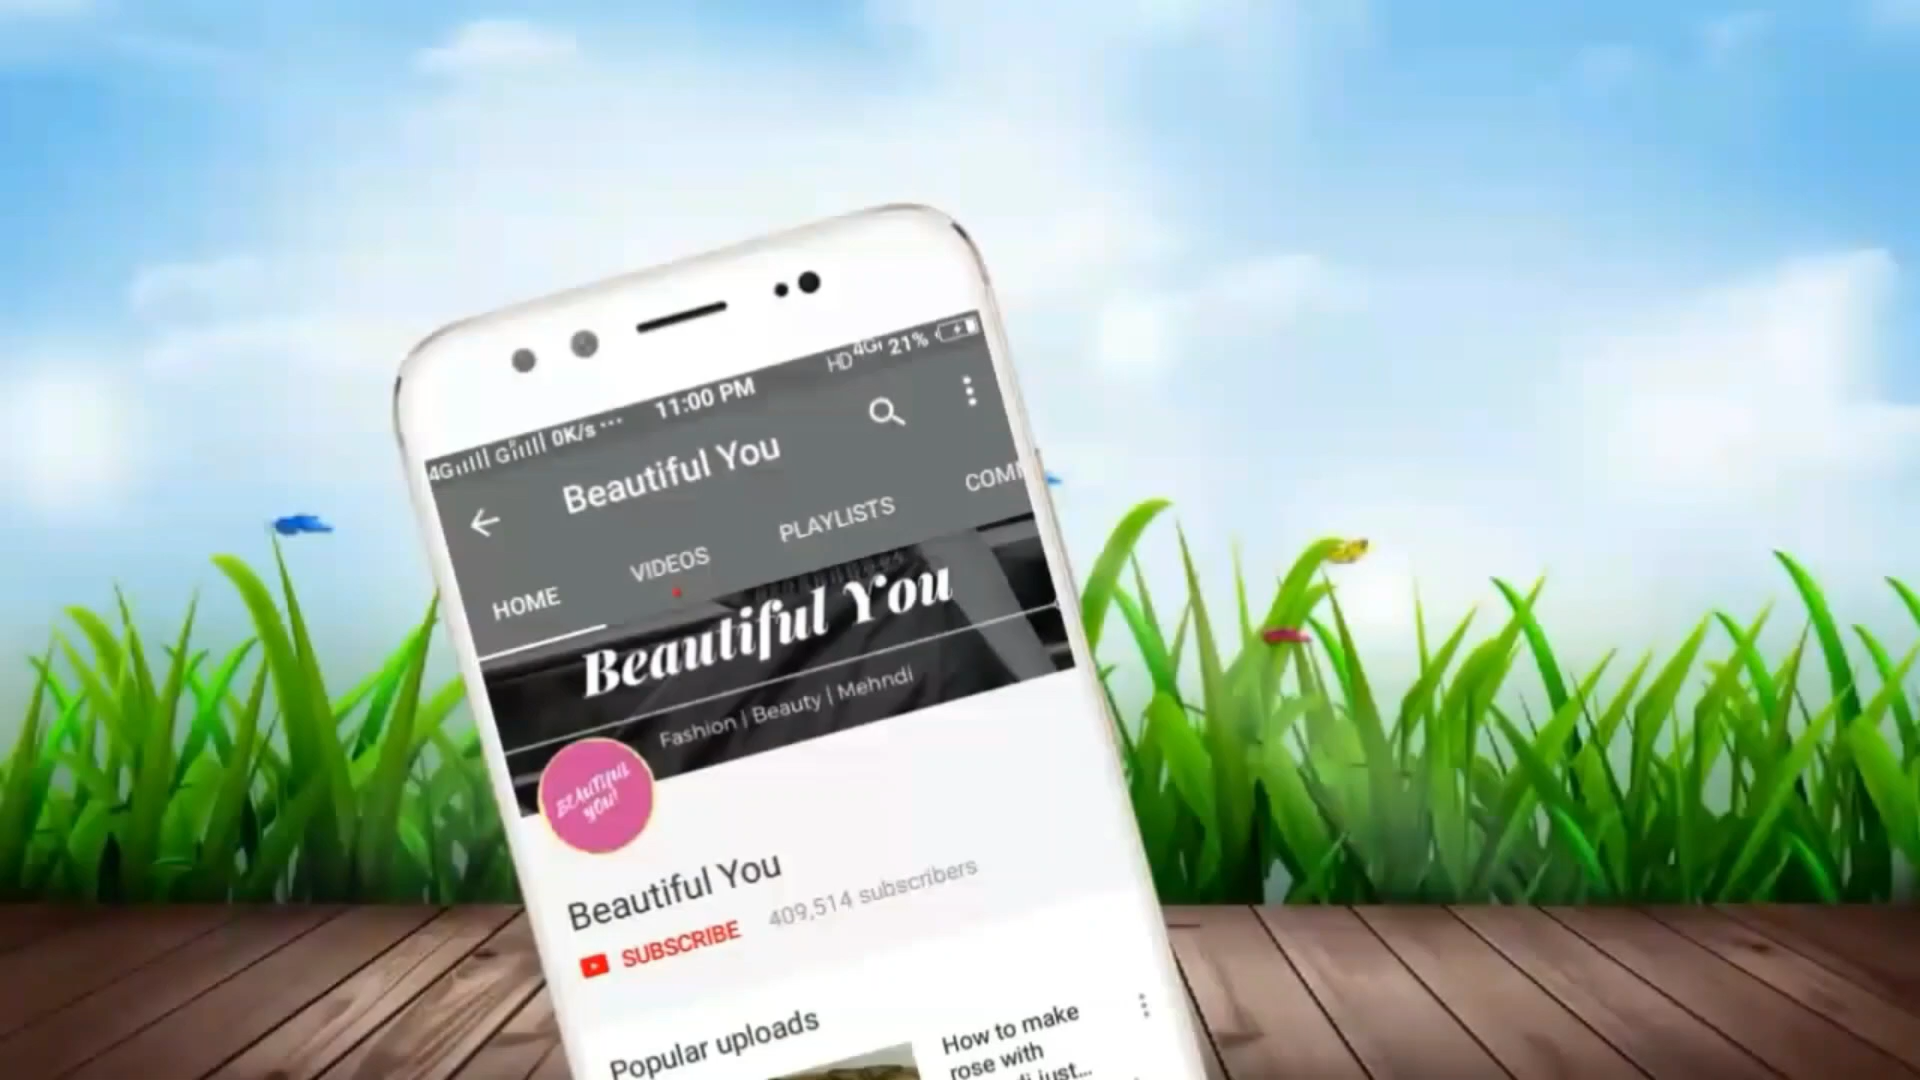 4G G 0K/s ··· 11:00 PM HD 4G 21%
Beautiful You
HOME VIDEOS PLAYLISTS
Beautiful You
Fashion | Beauty | Mehndi
BEAUTIFUL
YOU!
Beautiful You
SUBSCRIBE 409,514 subscribers
Popular uploads
How to make
rose with
just...